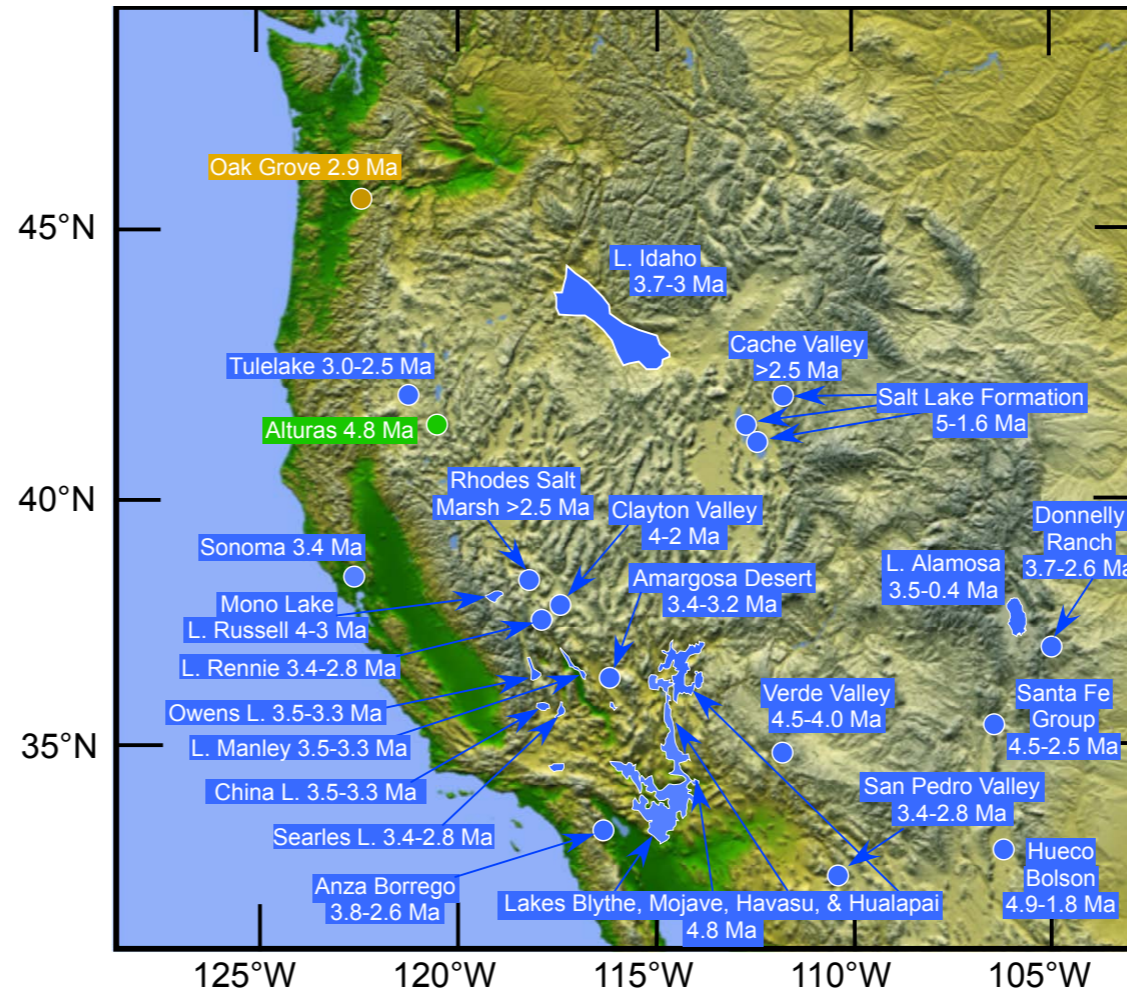 Oak Grove 2.9 Ma
45°N
L. Idaho
3.7-3 Ma
Tulelake 3.0-2.5 Ma
Cache Valley
>2.5 Ma
Salt Lake Formation
5-1.6 Ma
Alturas 4.8 Ma
40°N
Rhodes Salt
Marsh >2.5 Ma
Clayton Valley
4-2 Ma
Donnelly
Ranch
3.7-2.6 Ma
Sonoma 3.4 Ma
L. Alamosa
3.5-0.4 Ma
Amargosa Desert
3.4-3.2 Ma
Mono Lake
L. Russell 4-3 Ma
L. Rennie 3.4-2.8 Ma
Owens L. 3.5-3.3 Ma
Verde Valley
4.5-4.0 Ma
Santa Fe
Group
4.5-2.5 Ma
35°N
L. Manley 3.5-3.3 Ma
China L. 3.5-3.3 Ma
San Pedro Valley
3.4-2.8 Ma
Searles L. 3.4-2.8 Ma
Hueco
Bolson
4.9-1.8 Ma
Anza Borrego
3.8-2.6 Ma
Lakes Blythe, Mojave, Havasu, & Hualapai
4.8 Ma
125°W
120°W
115°W
110°W
105°W